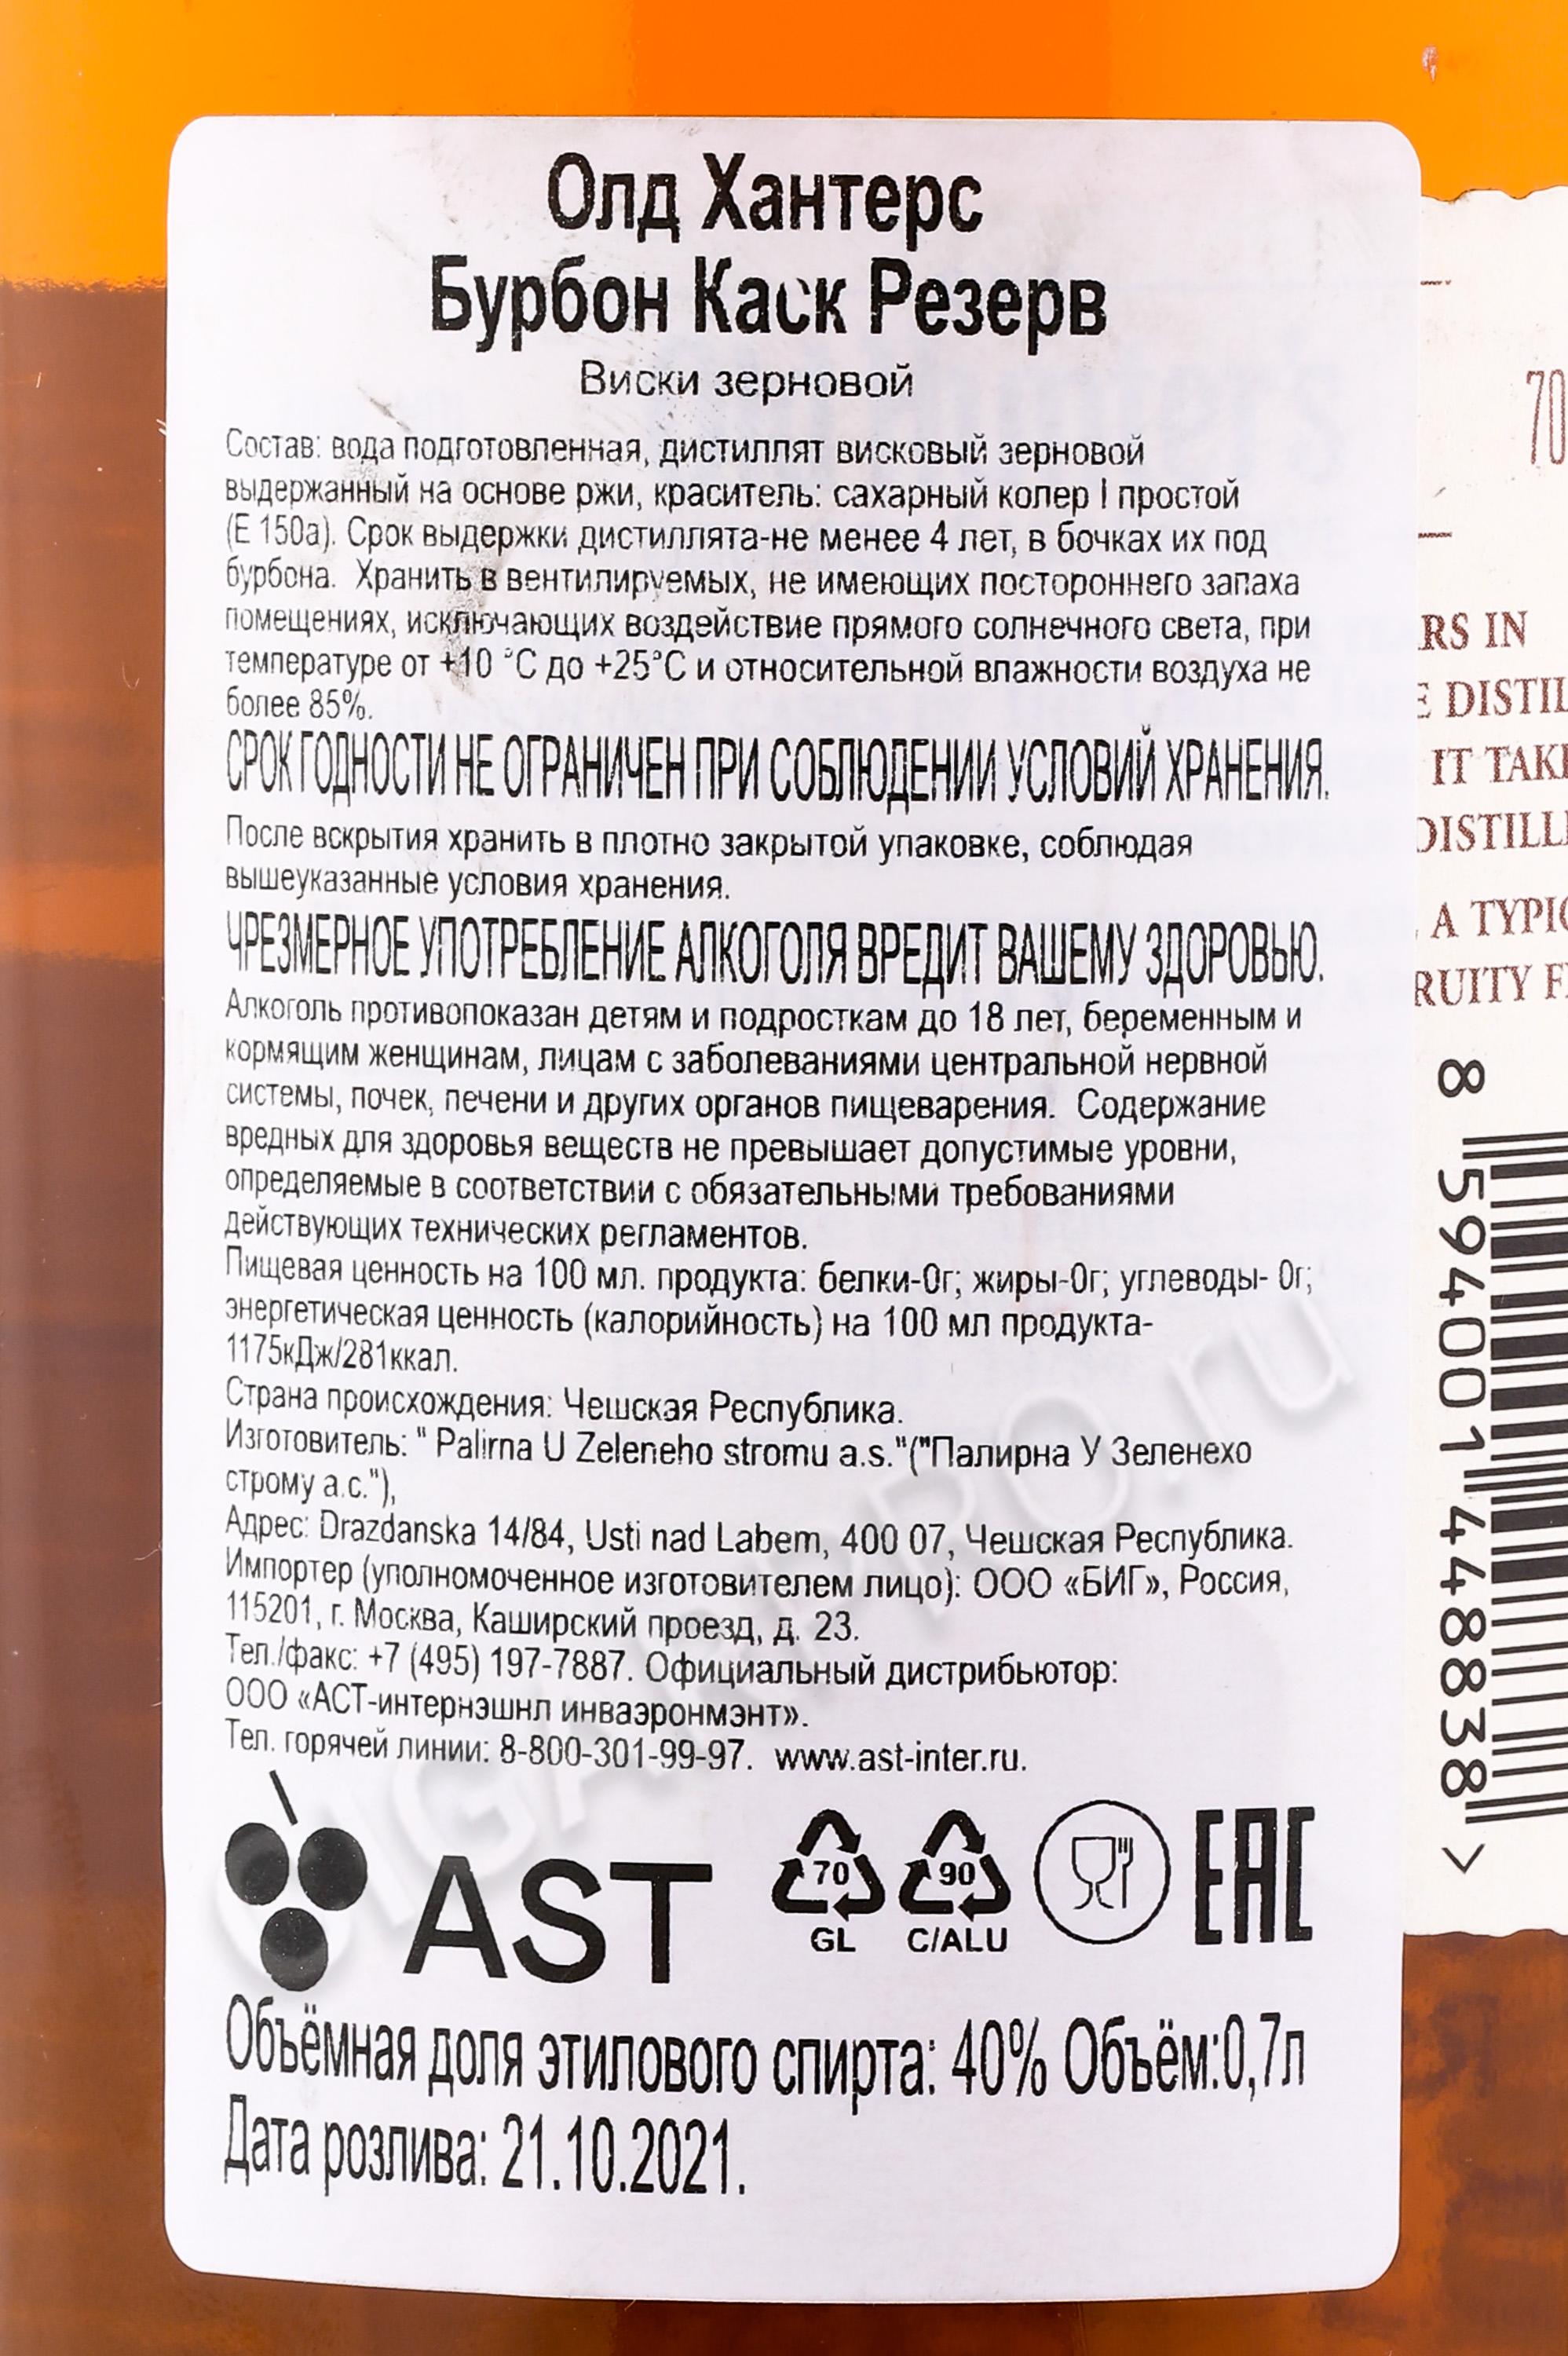 Олд Хантерс
Бурбон Каск Резерв
Виски зерновой
Состав: вода подготовленная, дистиллят висковый зерновой
выдержанный на основе ржи, краситель: сахарный колер I простой
(Е 150а). Срок выдержки дистиллята-не менее 4 лет, в бочках их под
бурбона. Хранить в вентилируемых, не имеющих постороннего запаха
помещениях, исключающих воздействие прямого солнечного света, при
температуре от +10 °С до +25°С и относительной влажности воздуха не
более 85%.
СРОК ГОДНОСТИ НЕ ОГРАНИЧЕН ПРИ СОБЛЮДЕНИИ УСЛОВИЙ ХРАНЕНИЯ.
После вскрытия хранить в плотно закрытой упаковке, соблюдая
вышеуказанные условия хранения.
ЧРЕЗМЕРНОЕ УПОТРЕБЛЕНИЕ АЛКОГОЛЯ ВРЕДИТ ВАШЕМУ ЗДОРОВЬЮ.
Алкоголь противопоказан детям и подросткам до 18 лет, беременным и
кормящим женщинам, лицам с заболеваниями центральной нервной
системы, почек, печени и других органов пищеварения. Содержание
вредных для здоровья веществ не превышает допустимые уровни,
определяемые в соответствии с обязательными требованиями
действующих технических регламентов.
Пищевая ценность на 100 мл. продукта: белки-0г; жиры-0г; углеводы- 0г;
энергетическая ценность (калорийность) на 100 мл продукта-
1175кДж/281ккал.
Страна происхождения: Чешская Республика.
Изготовитель: " Palirna U Zeleneho stromu a.s."("Палирна У Зеленехо
строму а.с."),
Адрес: Drazdanska 14/84, Usti nad Labem, 400 07, Чешская Республика.
Импортер (уполномоченное изготовителем лицо): ООО «БИГ», Россия,
115201, г. Москва, Каширский проезд, д. 23.
Тел./факс: +7 (495) 197-7887. Официальный дистрибьютор:
ООО «АСТ-интернэшнл инваэронмэнт».
Тел. горячей линии: 8-800-301-99-97. www.ast-inter.ru.
AST
70
GL
90
C/ALU
EAC
Объёмная доля этилового спирта: 40% Объём:0,7л
Дата розлива: 21.10.2021.
70
RS IN
E DISTIL
IT TAKE
DISTILL
, A TYPIC
RUITY F
8 594001 448838 >
CIGARPRO.ru